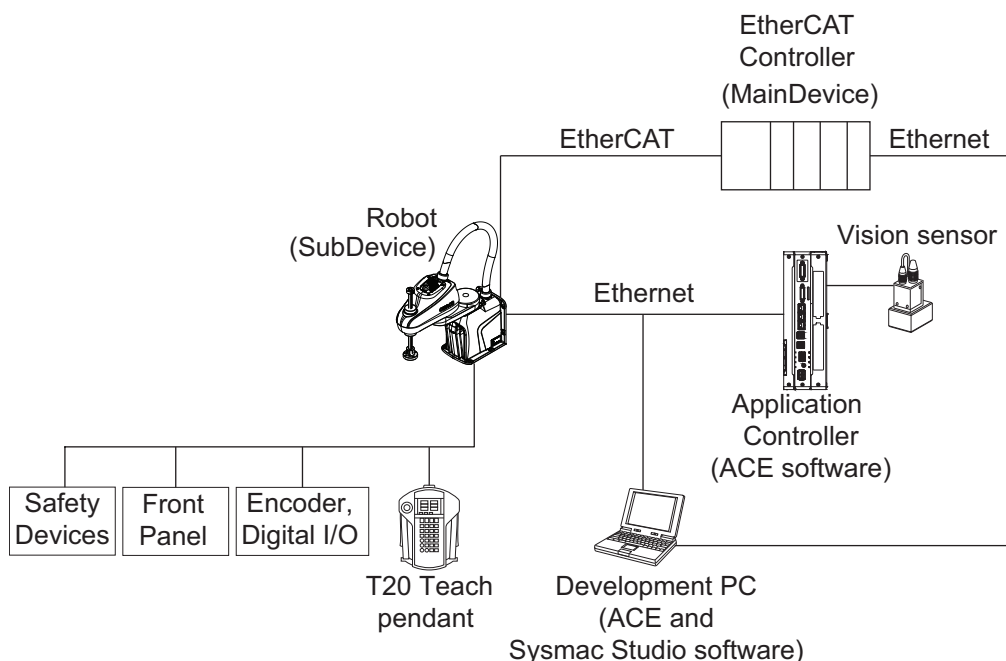 EtherCAT
Controller
(MainDevice)
EtherCAT
Ethernet
Robot
(SubDevice)
Vision sensor
Ethernet
Application
Controller
(ACE software)
Safety
Devices
Front
Panel
Encoder,
Digital I/O
T20 Teach
pendant
Development PC
(ACE and
Sysmac Studio software)